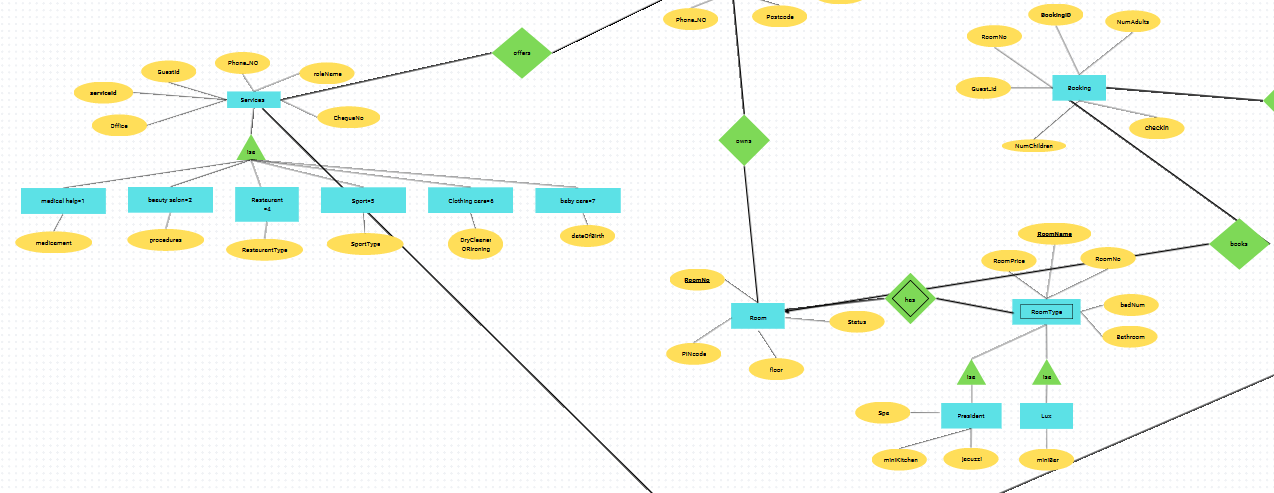 Phone_NO
Postcode
BookingID
NumAdults
RoomNo
offers
Phone_NO
GuestId
roleName
serviceId
Services
Office
ChequeNo
Guest_Id
Booking
checkIn
NumChildren
owns
isa
medical help=1
beauty salon=2
Restaurent
=4
Sport=5
Clothing care=6
baby care=7
medicament
procedures
RestaurentType
SportType
DryCleaner
ORironing
dateOfBirth
books
RoomName
RoomPrice
RoomNo
RoomNo
has
Room
Status
RoomType
bedNum
Bathroom
PINcode
floor
isa
isa
Spa
President
Lux
miniKitchen
jacuzzi
miniBar